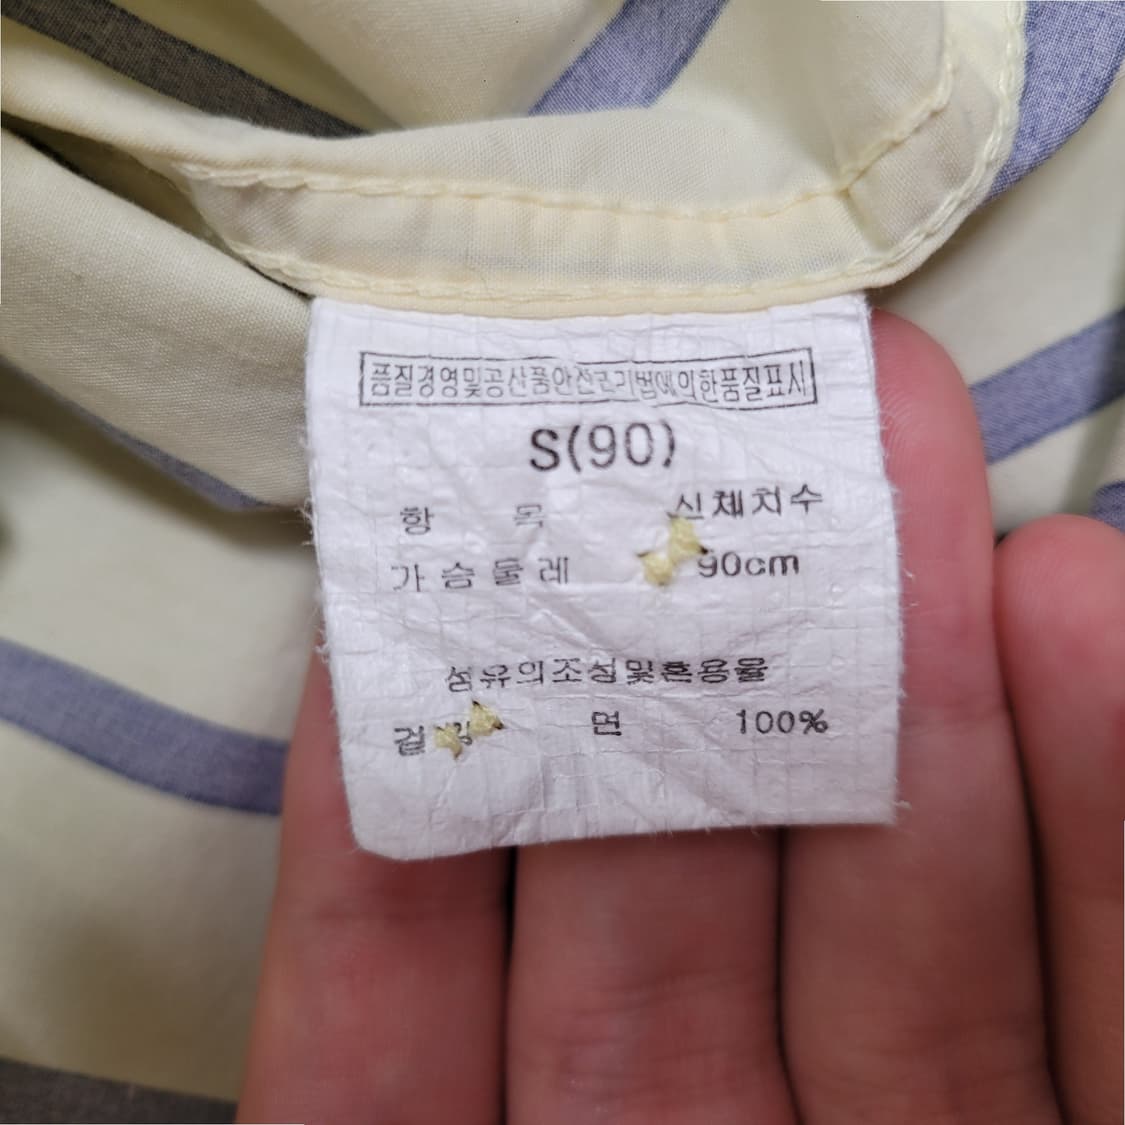 품질경영및공산품안전관리법에의한품질표시
S(90)
항 목 신체치수
가슴둘레 90cm
섬유의조성및혼용율
겉감 면 100%